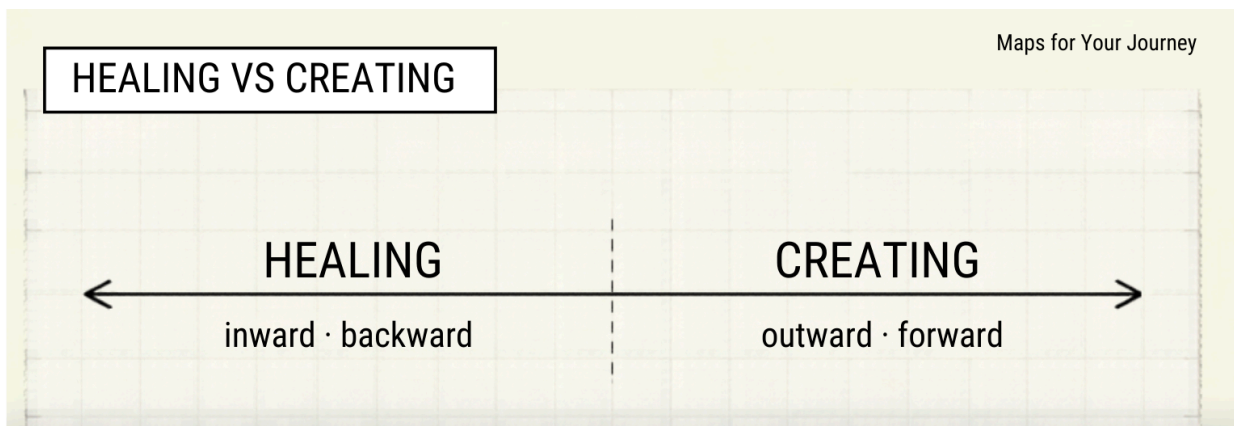 Maps for Your Journey
HEALING VS CREATING
HEALING
CREATING
inward · backward
outward · forward